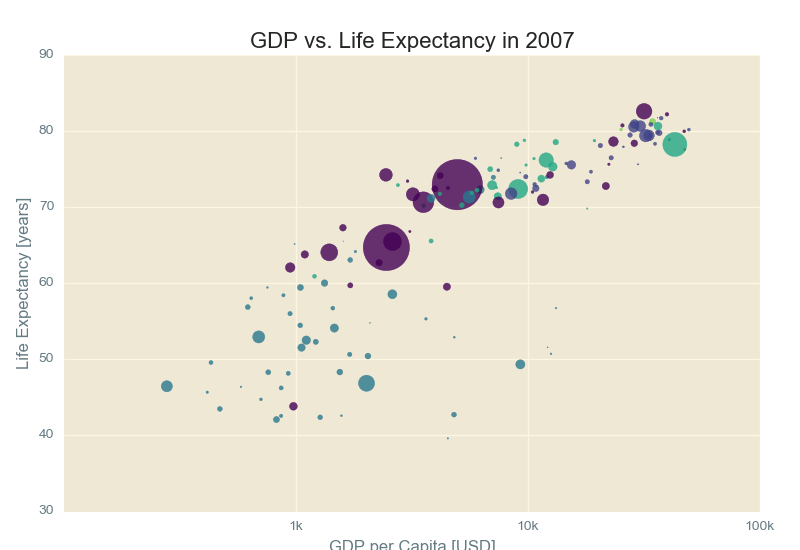 GDP vs. Life Expectancy in 2007
90
80
70
60
50
40
30
Life Expectancy [years]
1k
10k
100k
GDP per Capita [USD]